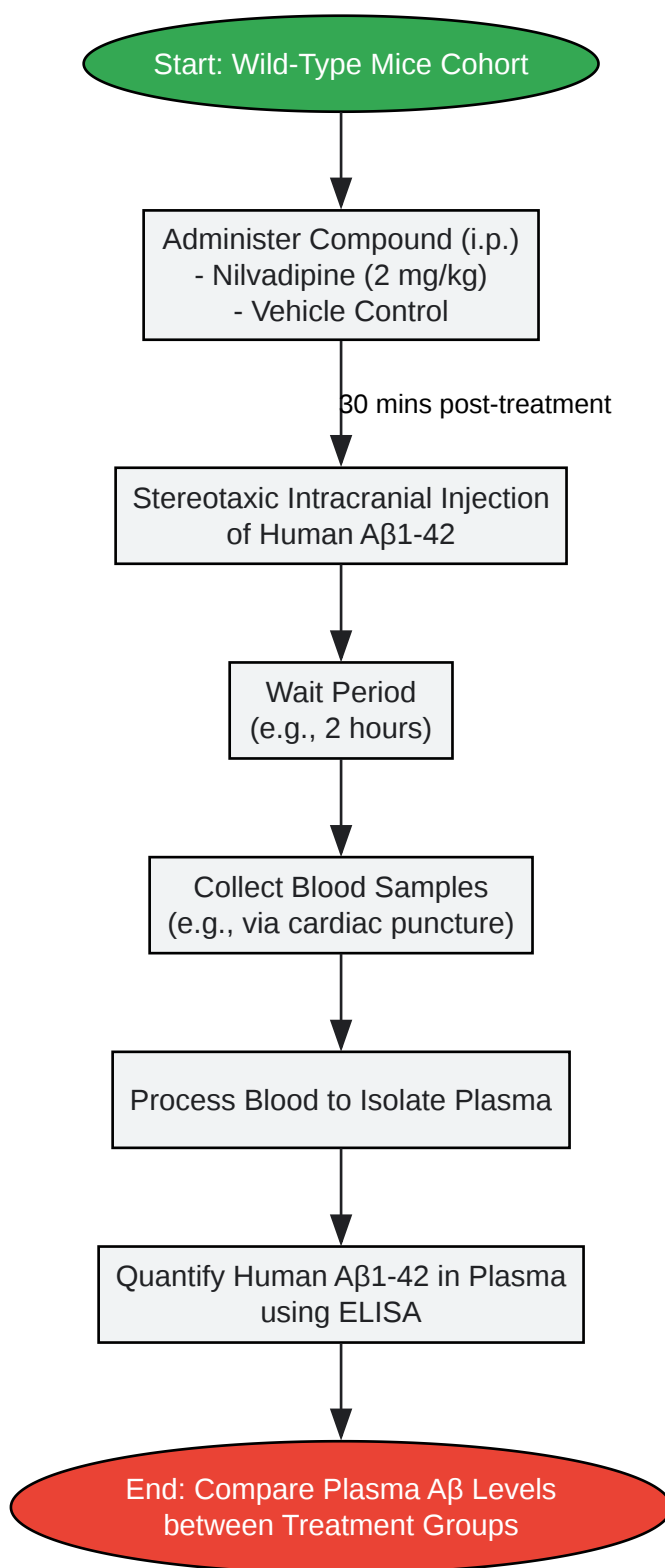 Start: Wild-Type Mice Cohort
Administer Compound (i.p.)
- Nilvadipine (2 mg/kg)
- Vehicle Control
30 mins post-treatment
Stereotaxic Intracranial Injection
of Human Aβ1-42
Wait Period
(e.g., 2 hours)
Collect Blood Samples
(e.g., via cardiac puncture)
Process Blood to Isolate Plasma
Quantify Human Aβ1-42 in Plasma
using ELISA
End: Compare Plasma Aβ Levels
between Treatment Groups